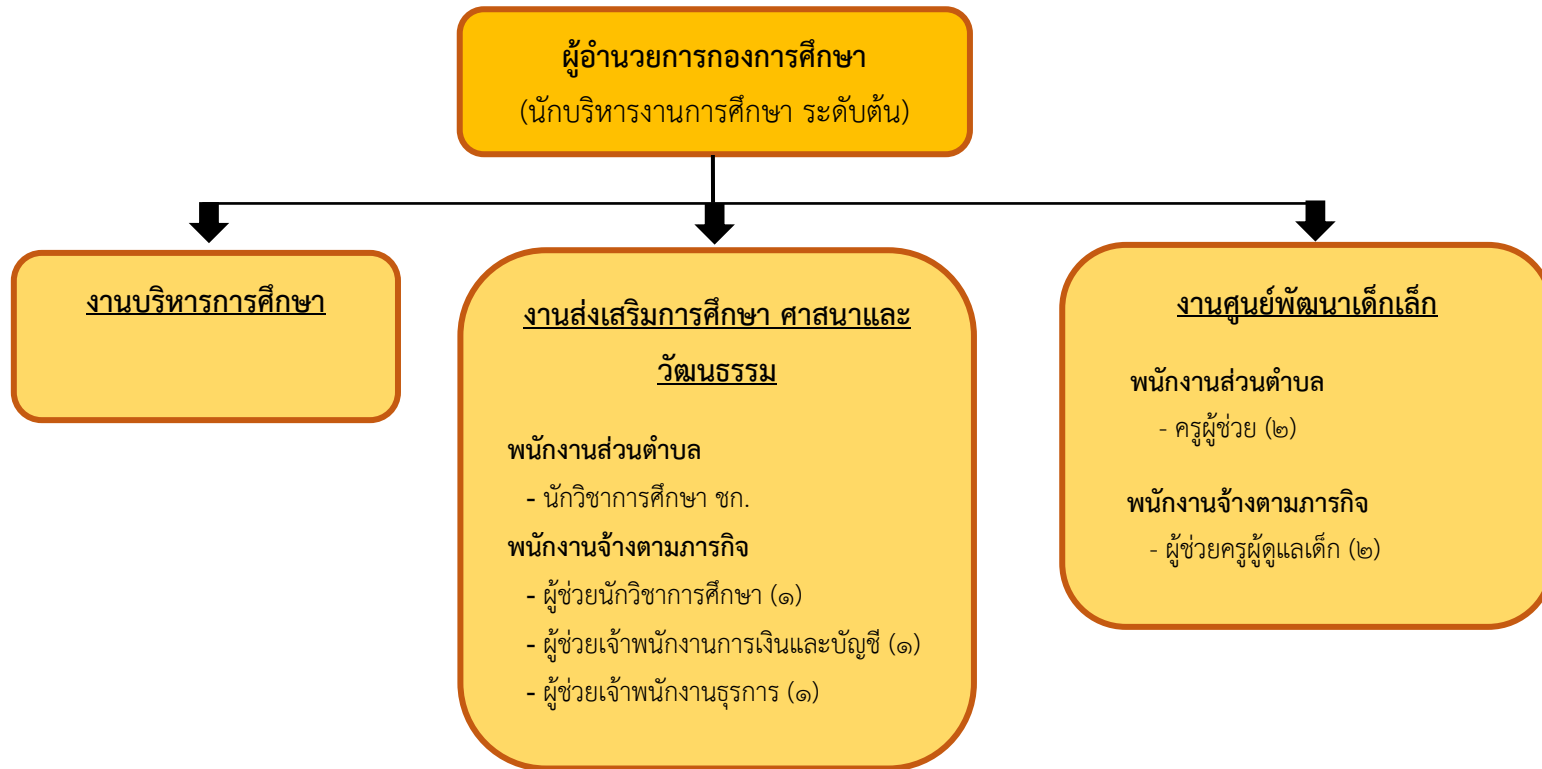 ผู้อำนวยการกองการศึกษา
(นักบริหารงานการศึกษา ระดับต้น)
งานบริหารการศึกษา
งานส่งเสริมการศึกษา ศาสนาและ
วัฒนธรรม
พนักงานส่วนตำบล
- นักวิชาการศึกษา ชก.
พนักงานจ้างตามภารกิจ
- ผู้ช่วยนักวิชาการศึกษา (๑)
- ผู้ช่วยเจ้าพนักงานการเงินและบัญชี (๑)
- ผู้ช่วยเจ้าพนักงานธุรการ (๑)
งานศูนย์พัฒนาเด็กเล็ก
พนักงานส่วนตำบล
- ครูผู้ช่วย (๒)
พนักงานจ้างตามภารกิจ
- ผู้ช่วยครูผู้ดูแลเด็ก (๒)